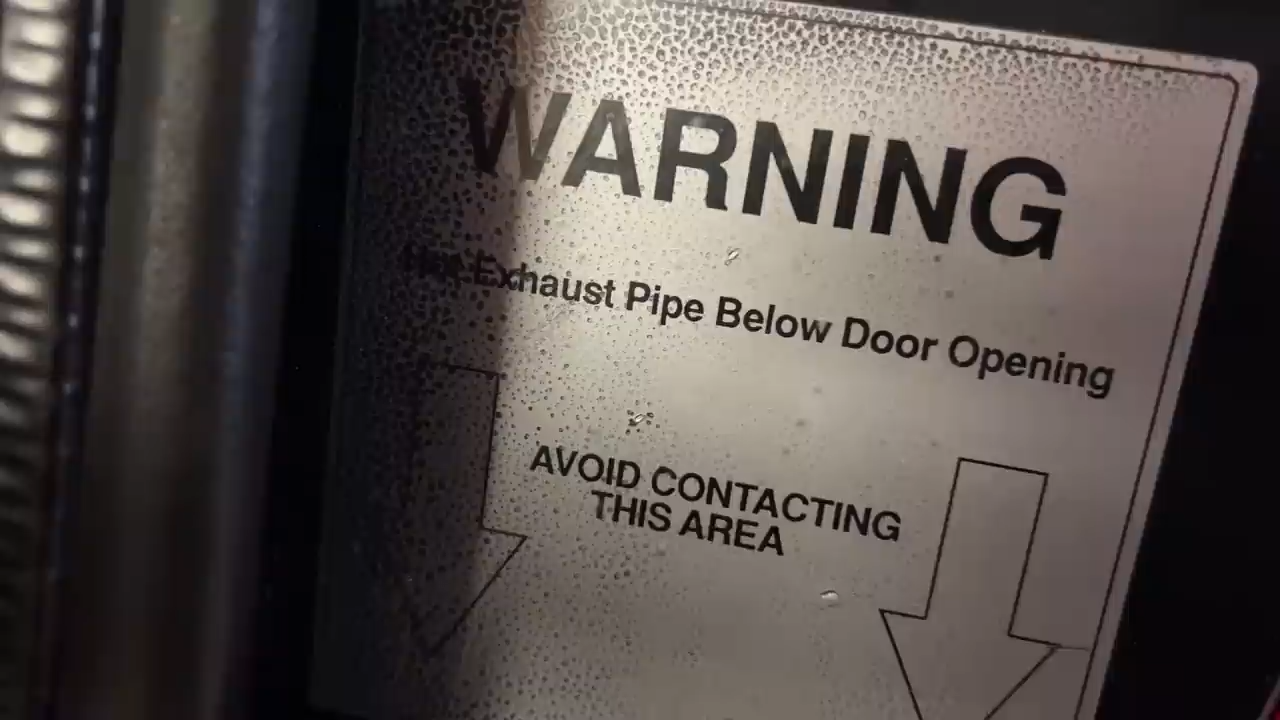 WARNING
Exhaust Pipe Below Door Opening
AVOID CONTACTING
THIS AREA